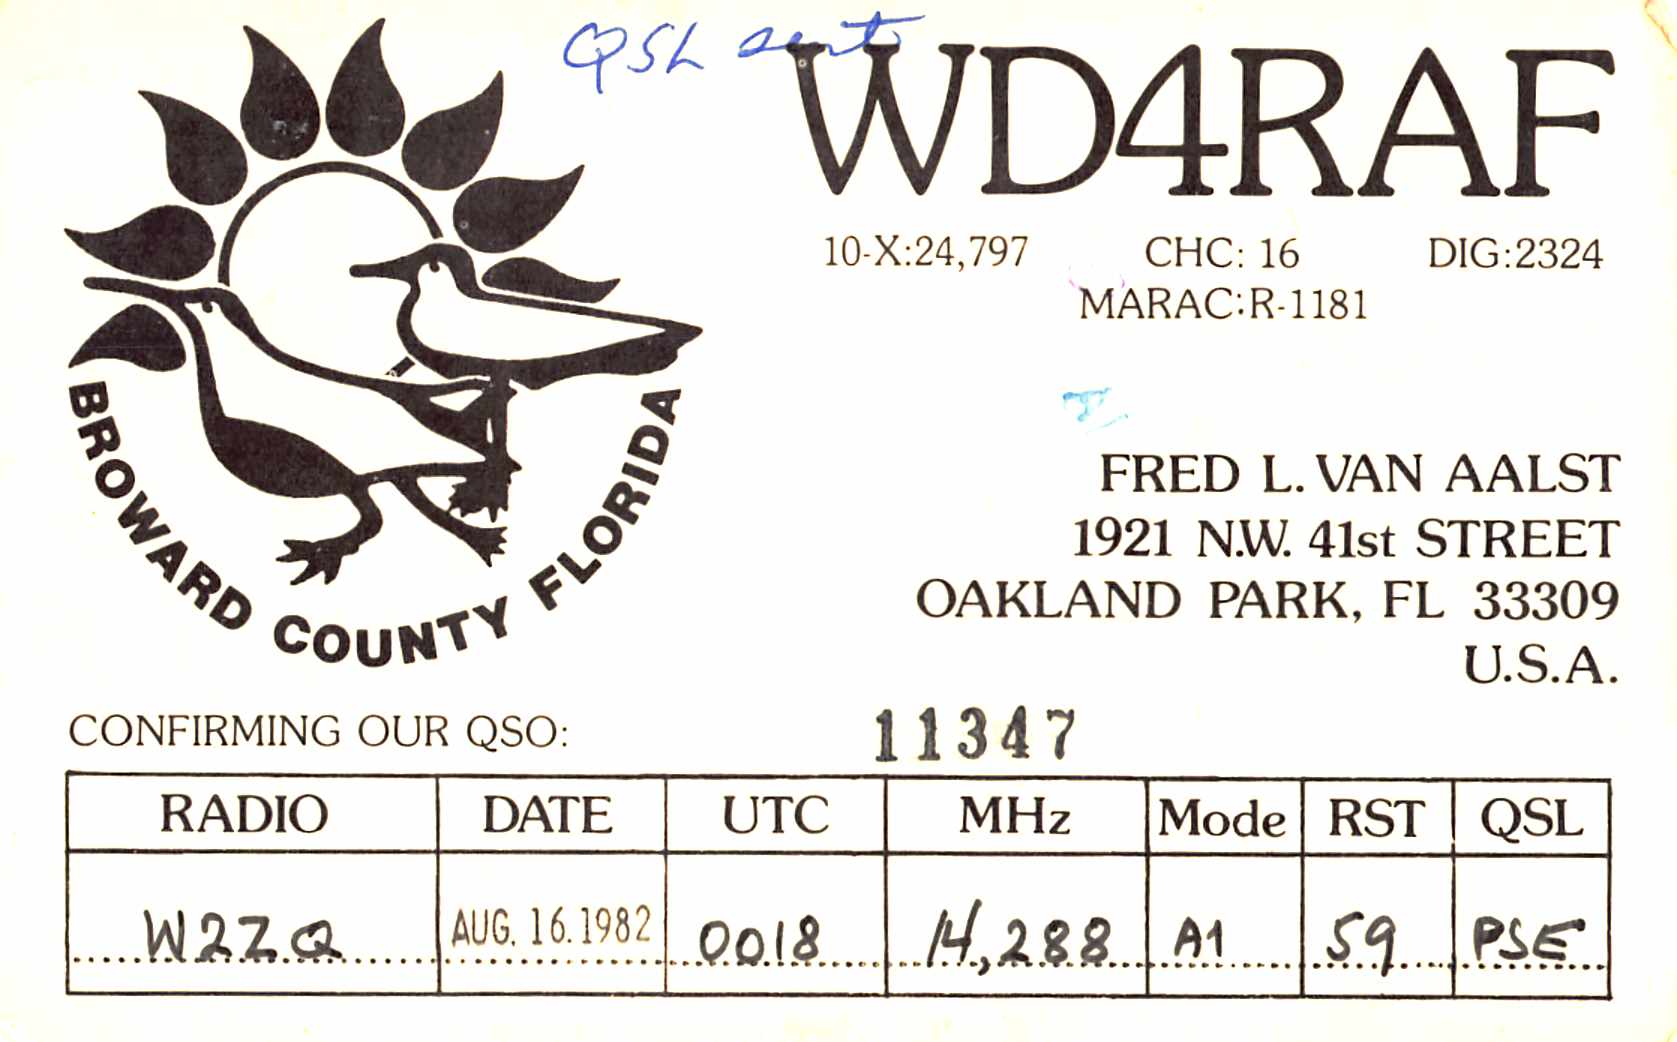 QSL sent
WD4RAF
10-X:24,797 CHC: 16 DIG:2324
MARAC:R-1181
BROWARD COUNTY FLORIDA
FRED L. VAN AALST
1921 N.W. 41st STREET
OAKLAND PARK, FL 33309
U.S.A.
CONFIRMING OUR QSO: 11347
RADIO DATE UTC MHz Mode RST QSL
W2ZQ AUG. 16. 1982 0018 14,288 A1 59 PSE